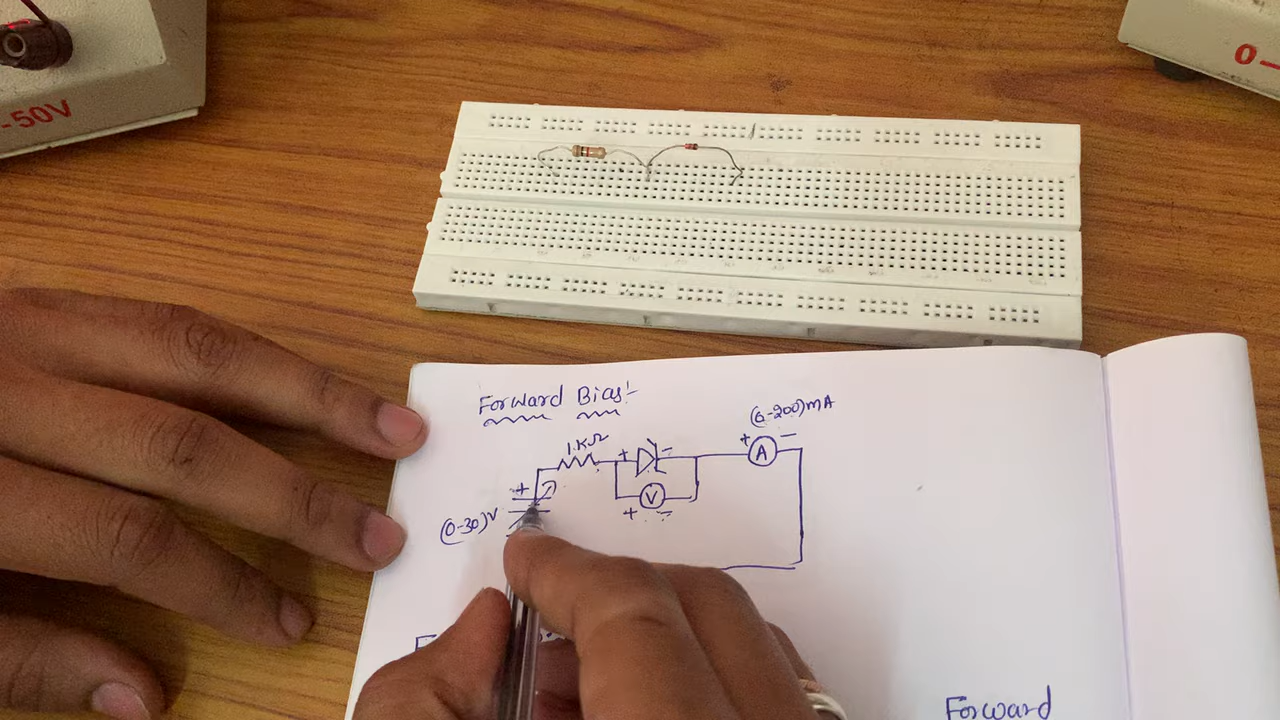 -50V
0-
Forward Bias:-
(0-200)mA
1KΩ
+ -
+ A -
+
V
(0-30)V
+ -
Forward